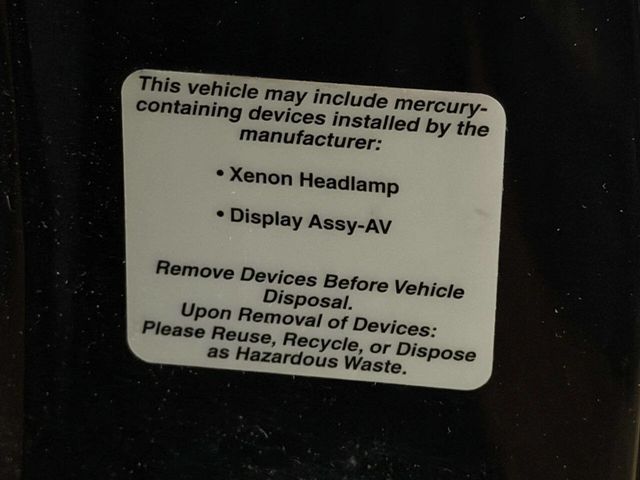 This vehicle may include mercury-
containing devices installed by the
manufacturer:
• Xenon Headlamp
• Display Assy-AV
Remove Devices Before Vehicle
Disposal.
Upon Removal of Devices:
Please Reuse, Recycle, or Dispose
as Hazardous Waste.